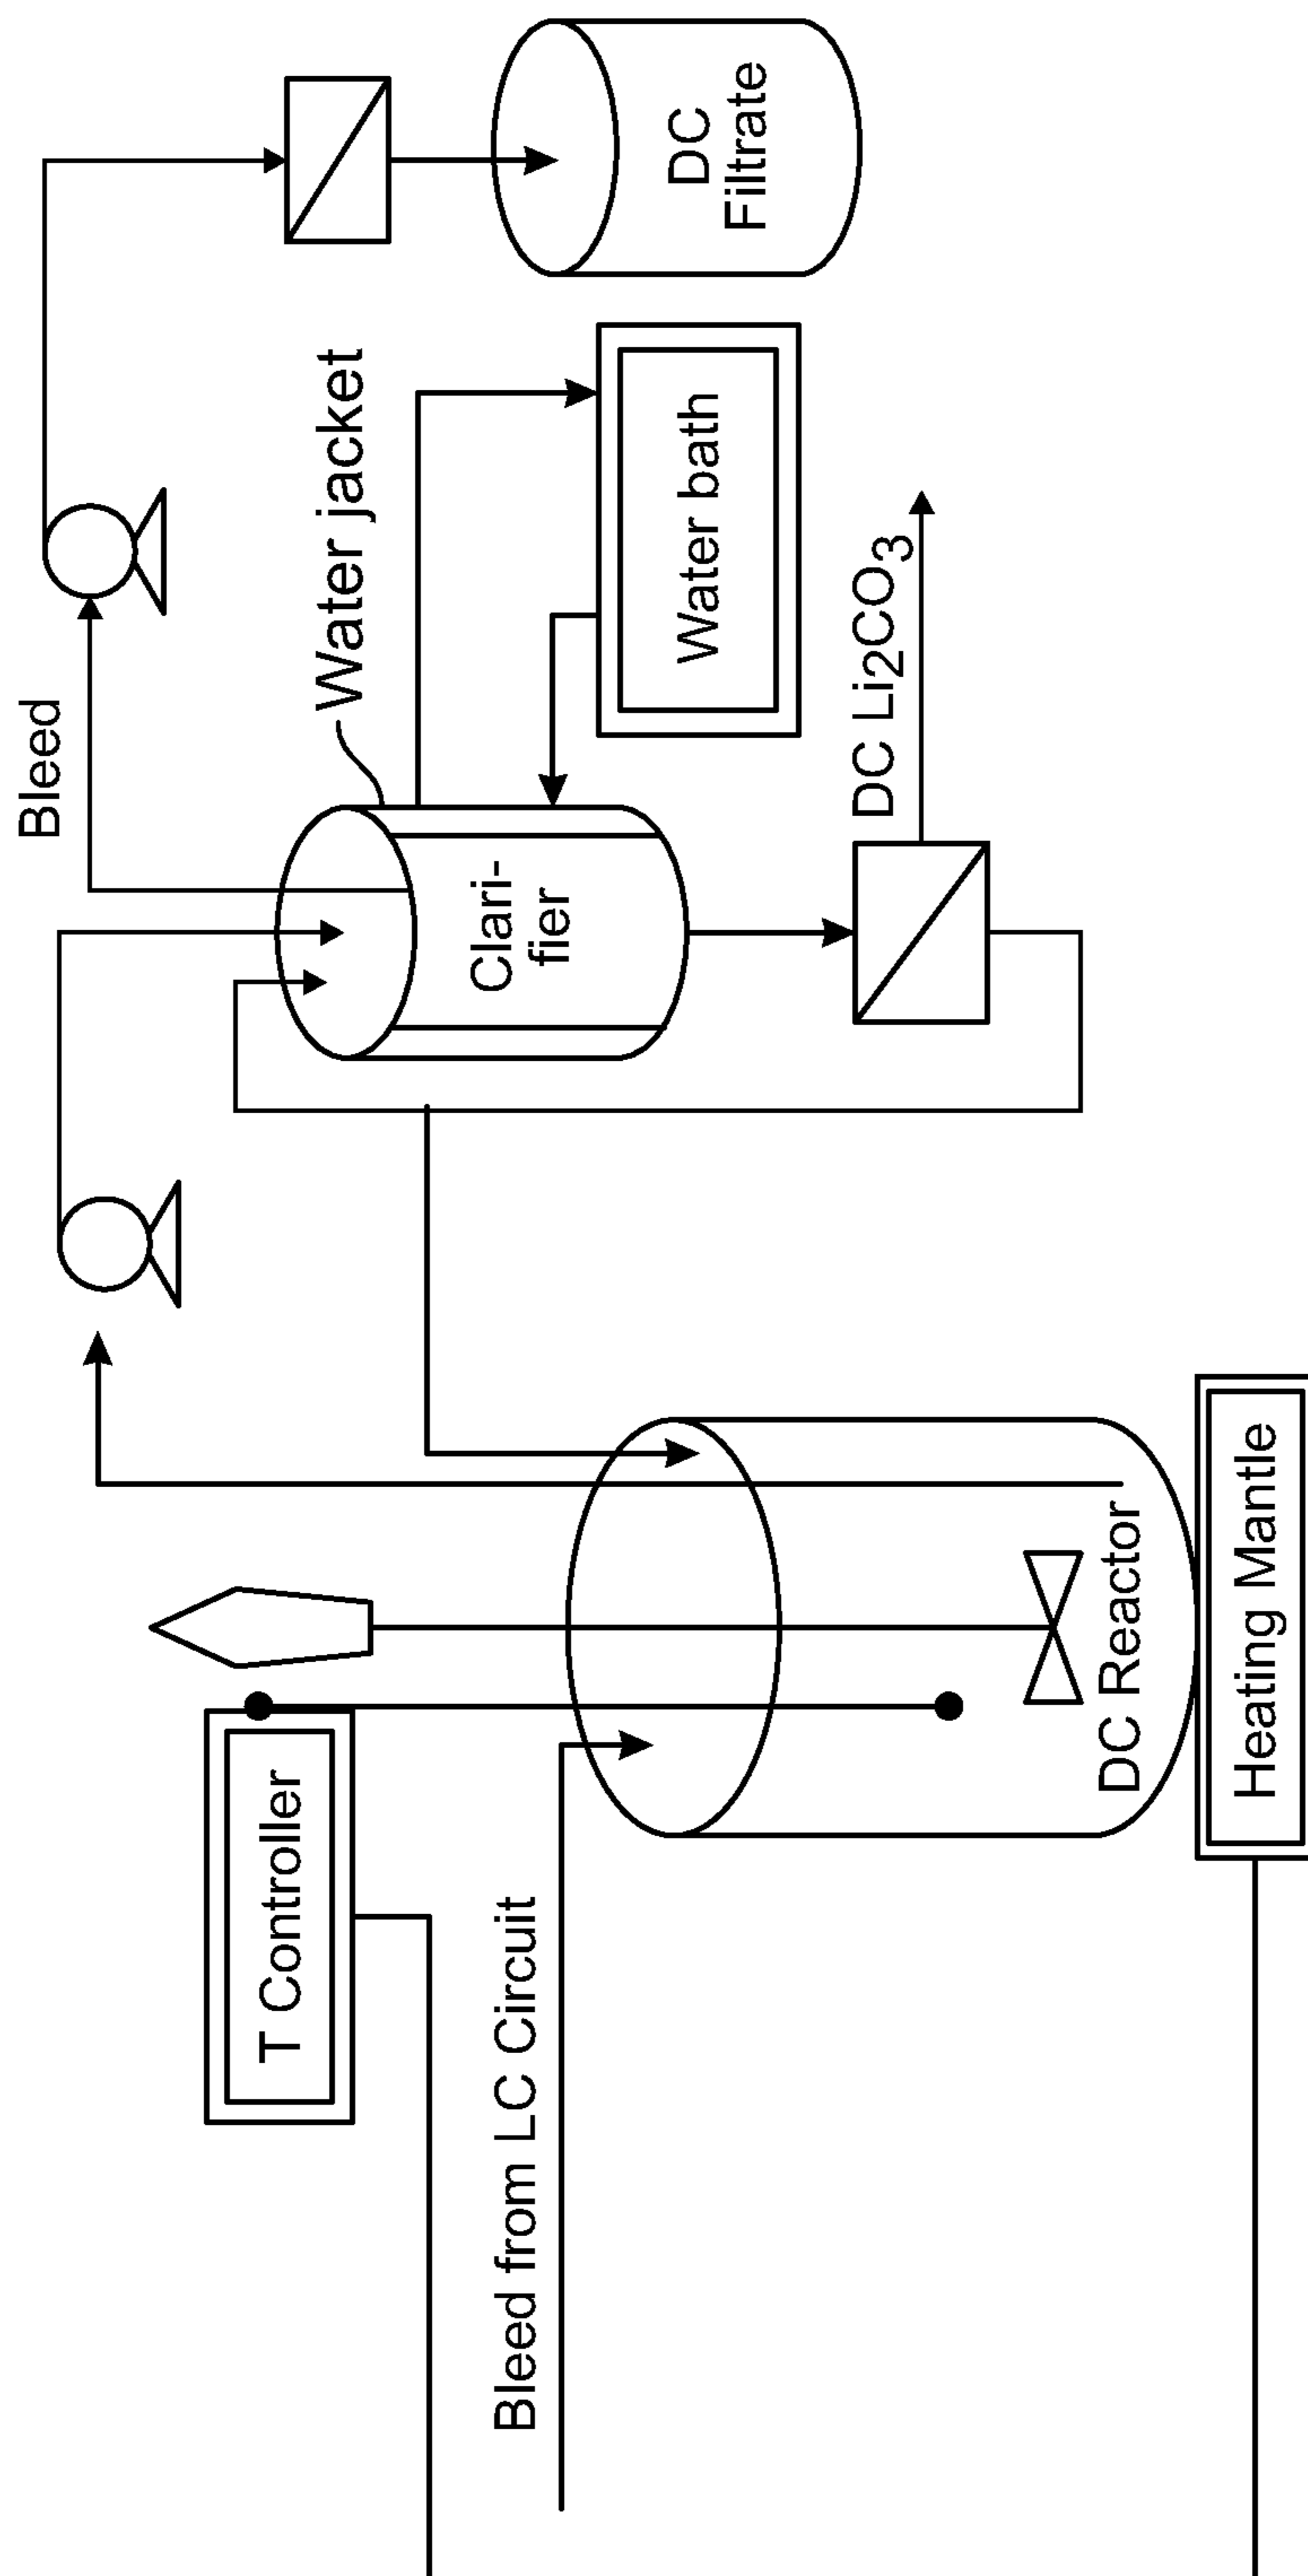 T Controller
Bleed from LC Circuit
DC Reactor
Heating Mantle
Bleed
Water jacket
Clari-
fier
Water bath
DC Li2CO3
DC
Filtrate